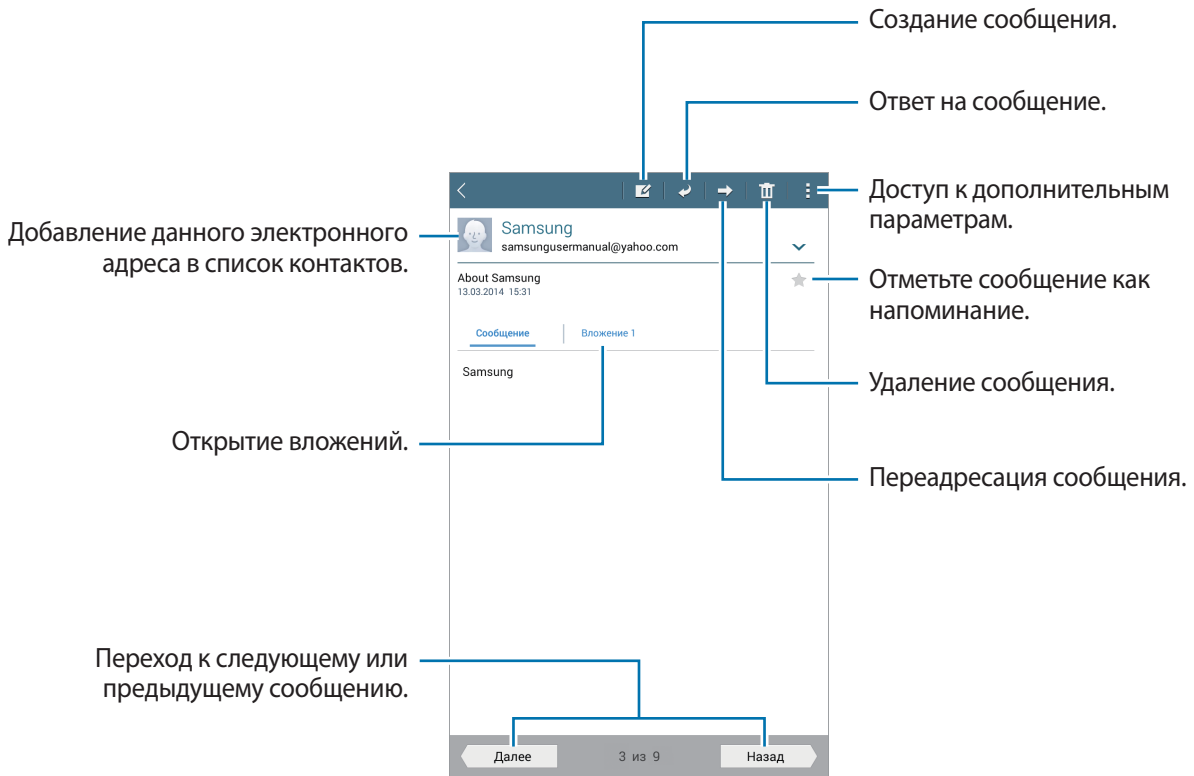 Создание сообщения.
Ответ на сообщение.
Доступ к дополнительным
параметрам.
Добавление данного электронного
адреса в список контактов.
Samsung
samsungusermanual@yahoo.com
About Samsung
13.03.2014 15:31
Отметьте сообщение как
напоминание.
Сообщение
Вложение 1
Samsung
Удаление сообщения.
Открытие вложений.
Переадресация сообщения.
Переход к следующему или
предыдущему сообщению.
Далее
3 из 9
Назад